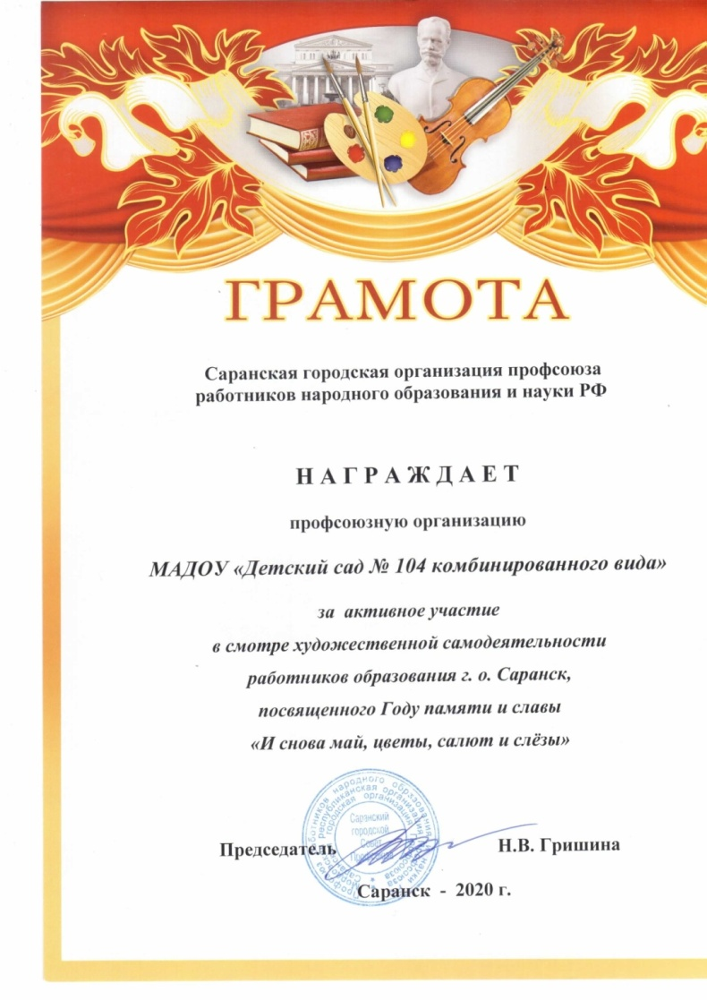 ГРАМОТА
Саранская городская организация профсоюза
работников народного образования и науки РФ
НАГРАЖДАЕТ
профсоюзную организацию
МАДОУ «Детский сад № 104 комбинированного вида»
за активное участие
в смотре художественной самодеятельности
работников образования г. о. Саранск,
посвященного Году памяти и славы
«И снова май, цветы, салют и слёзы»
Саранский
городской
Совет
Председатель Н.В. Гришина
Саранск - 2020 г.